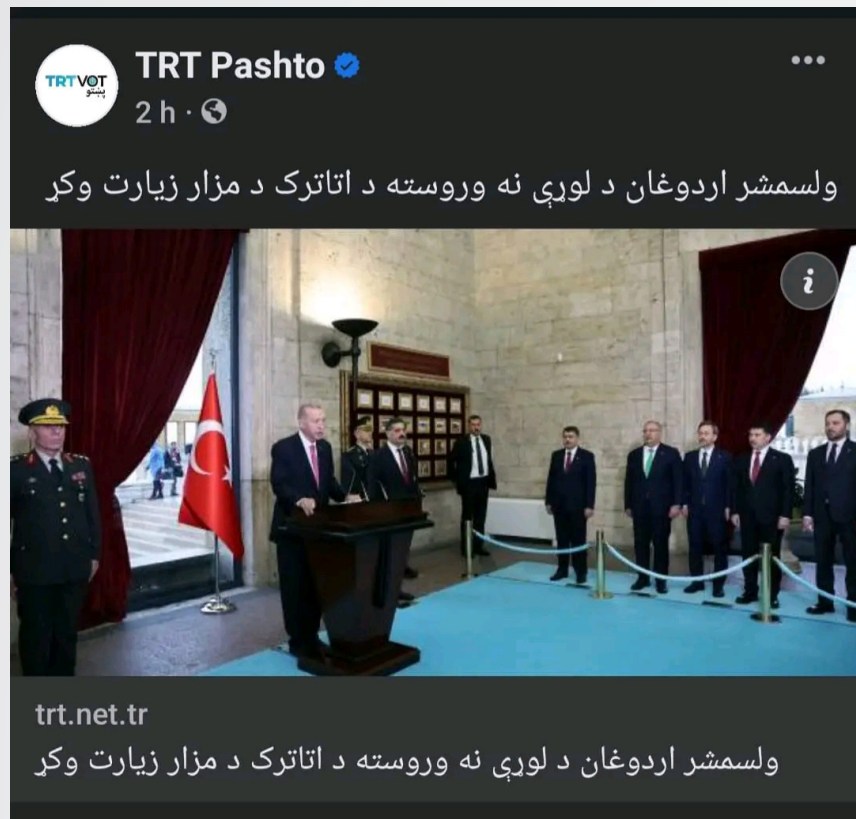 TRT VOT
پښتو
TRT Pashto
2 h ·
ولسمشر اردوغان د لوړې نه وروسته د اتاترک د مزار زیارت وکړ
i
trt.net.tr
ولسمشر اردوغان د لوړې نه وروسته د اتاترک د مزار زیارت وکړ